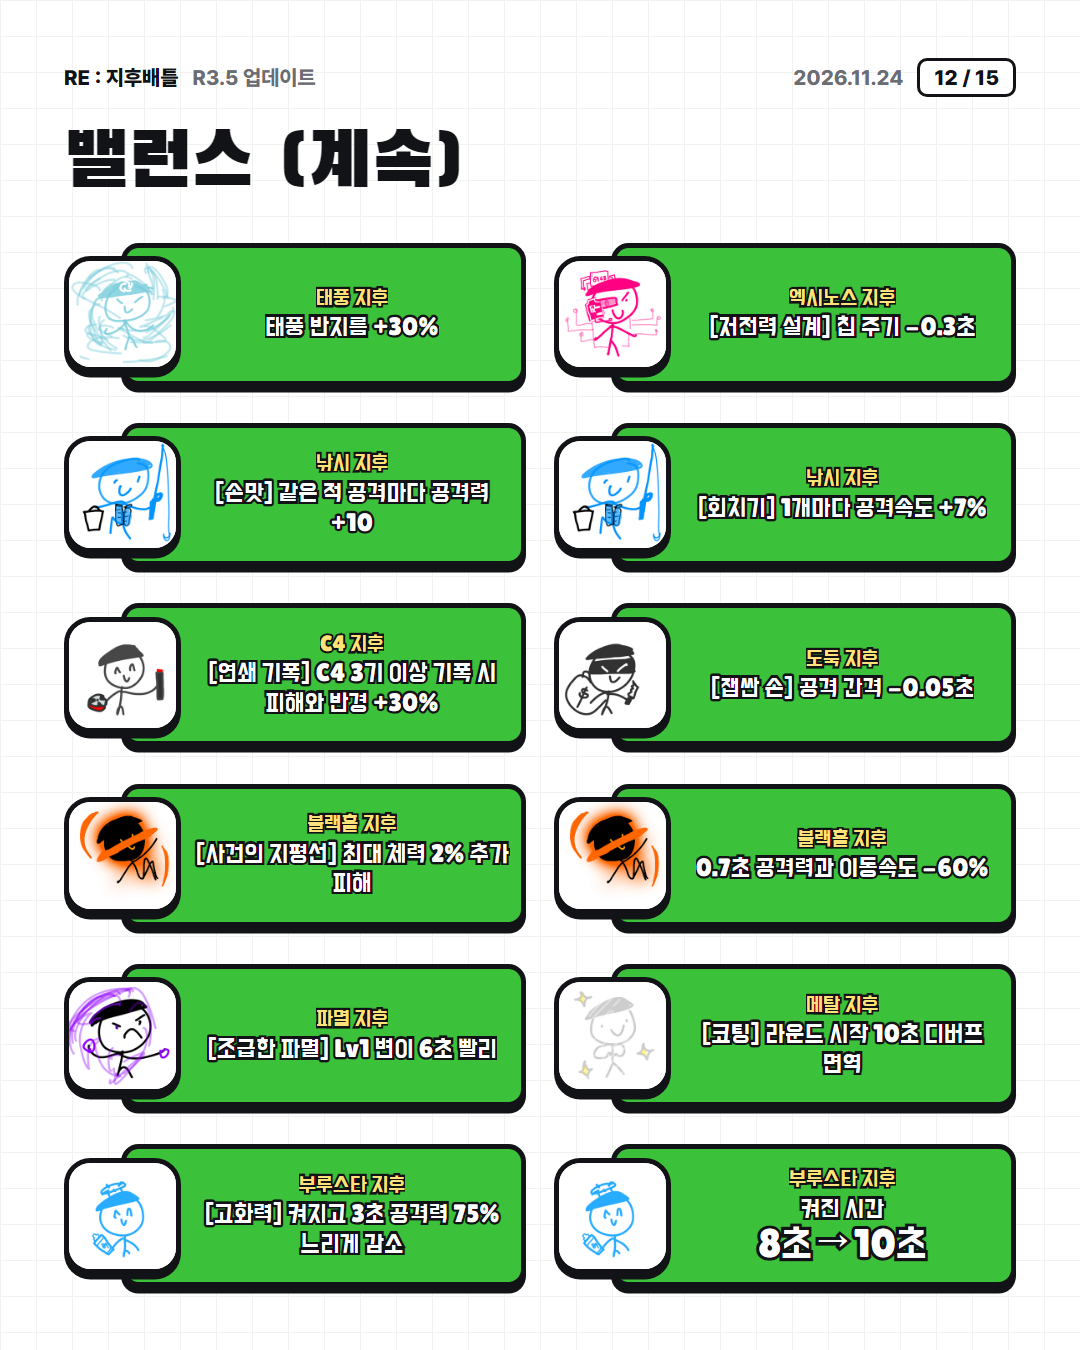 RE : 지후배틀 R3.5 업데이트
2026.11.24 12 / 15
밸런스 (계속)
태풍 지후
태풍 반지름 +30%
엑시노스 지후
[저전력 설계] 칩 주기 -0.3초
낚시 지후
[손맛] 같은 적 공격마다 공격력
+10
낚시 지후
[회치기] 1개마다 공격속도 +7%
C4 지후
[연쇄 기폭] C4 3기 이상 기폭 시
피해와 반경 +30%
도둑 지후
[잽싼 손] 공격 간격 -0.05초
블랙홀 지후
[사건의 지평선] 최대 체력 2% 추가
피해
블랙홀 지후
0.7초 공격력과 이동속도 -60%
파멸 지후
[조급한 파멸] Lv1 변이 6초 빨리
메탈 지후
[코팅] 라운드 시작 10초 디버프
면역
부루스타 지후
[고화력] 켜지고 3초 공격력 75%
느리게 감소
부루스타 지후
켜진 시간
8초→10초